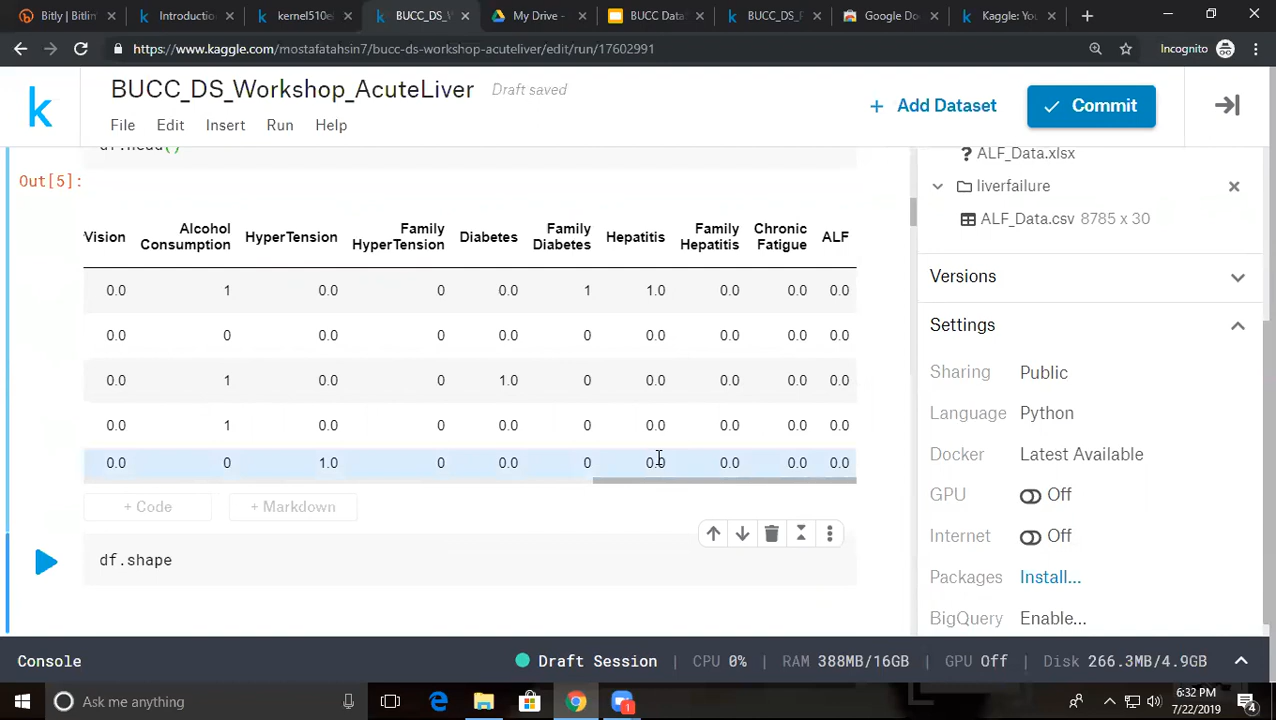 Bitly | Linl
Introductio
kernel510ei
BUCC_DS_W
My Drive -
BUCC Data
BUCC_DS_F
Google Do
Kaggle: You
https://www.kaggle.com/mostafatahsin7/bucc-ds-workshop-acuteliver/edit/run/17602991
Incognito
k
BUCC_DS_Workshop_AcuteLiver Draft saved
+ Add Dataset
Commit
File Edit Insert Run Help
df.head()
Out[5]:
Vision Alcohol Consumption HyperTension Family HyperTension Diabetes Family Diabetes Hepatitis Family Hepatitis Chronic Fatigue ALF
0.0 1 0.0 0 0.0 1 1.0 0.0 0.0 0.0
0.0 0 0.0 0 0.0 0 0.0 0.0 0.0 0.0
0.0 1 0.0 0 1.0 0 0.0 0.0 0.0 0.0
0.0 1 0.0 0 0.0 0 0.0 0.0 0.0 0.0
0.0 0 1.0 0 0.0 0 0.0 0.0 0.0 0.0
+ Code + Markdown
df.shape
? ALF_Data.xlsx
liverfailure
ALF_Data.csv 8785 x 30
Versions
Settings
Sharing Public
Language Python
Docker Latest Available
GPU Off
Internet Off
Packages Install...
BigQuery Enable...
Console
Draft Session | CPU 0% | RAM 388MB/16GB | GPU Off | Disk 266.3MB/4.9GB
Ask me anything
1
6:32 PM
7/22/2019
4